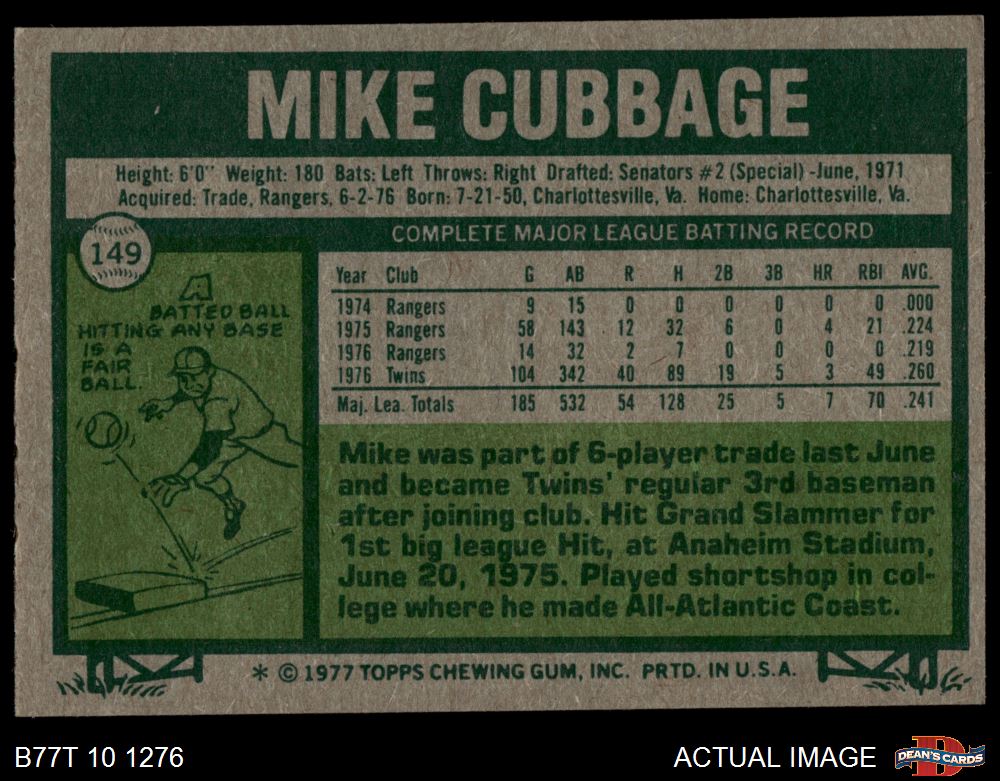 MIKE CUBBAGE
Height: 6'0" Weight: 180 Bats: Left Throws: Right Drafted: Senators #2 (Special) -June, 1971
Acquired: Trade, Rangers, 6-2-76 Born: 7-21-50, Charlottesville, Va. Home: Charlottesville, Va.
149
A
BATTED BALL
HITTING ANY BASE
IS A
FAIR
BALL.
COMPLETE MAJOR LEAGUE BATTING RECORD
Year Club G AB R H 2B 3B HR RBI AVG.
1974 Rangers 9 15 0 0 0 0 0 0 .000
1975 Rangers 58 143 12 32 6 0 4 21 .224
1976 Rangers 14 32 2 7 0 0 0 0 .219
1976 Twins 104 342 40 89 19 5 3 49 .260
Maj. Lea. Totals 185 532 54 128 25 5 7 70 .241
Mike was part of 6-player trade last June
and became Twins' regular 3rd baseman
after joining club. Hit Grand Slammer for
1st big league Hit, at Anaheim Stadium,
June 20, 1975. Played shortshop in col-
lege where he made All-Atlantic Coast.
* © 1977 TOPPS CHEWING GUM, INC. PRTD. IN U.S.A.
B77T 10 1276
ACTUAL IMAGE
D
DEAN'S CARDS